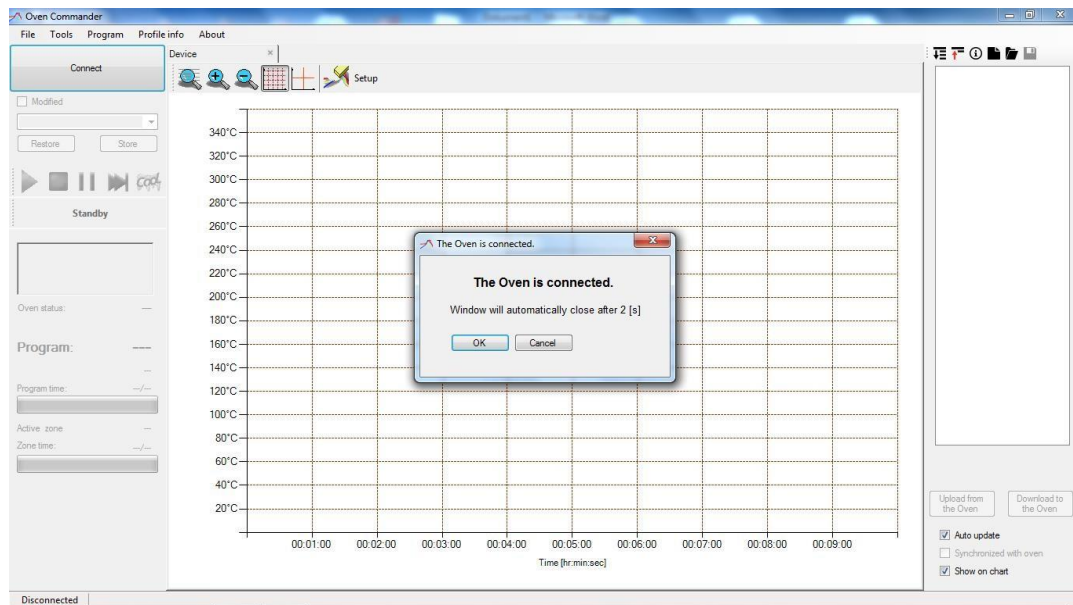 Oven Commander
File Tools Program Profile info About
Connect
Device
Setup
Modified
Restore Store
cool
Standby
Oven status: ---
Program: ---
---
Program time: --/--
Active zone --
Zone time: --/--
340°C
320°C
300°C
280°C
260°C
240°C
220°C
200°C
180°C
160°C
140°C
120°C
100°C
80°C
60°C
40°C
20°C
00:01:00 00:02:00 00:03:00 00:04:00 00:05:00 00:06:00 00:07:00 00:08:00 00:09:00
Time [hr:min:sec]
The Oven is connected.
The Oven is connected.
Window will automatically close after 2 [s]
OK Cancel
Upload from
the Oven
Download to
the Oven
Auto update
Synchronized with oven
Show on chart
Disconnected